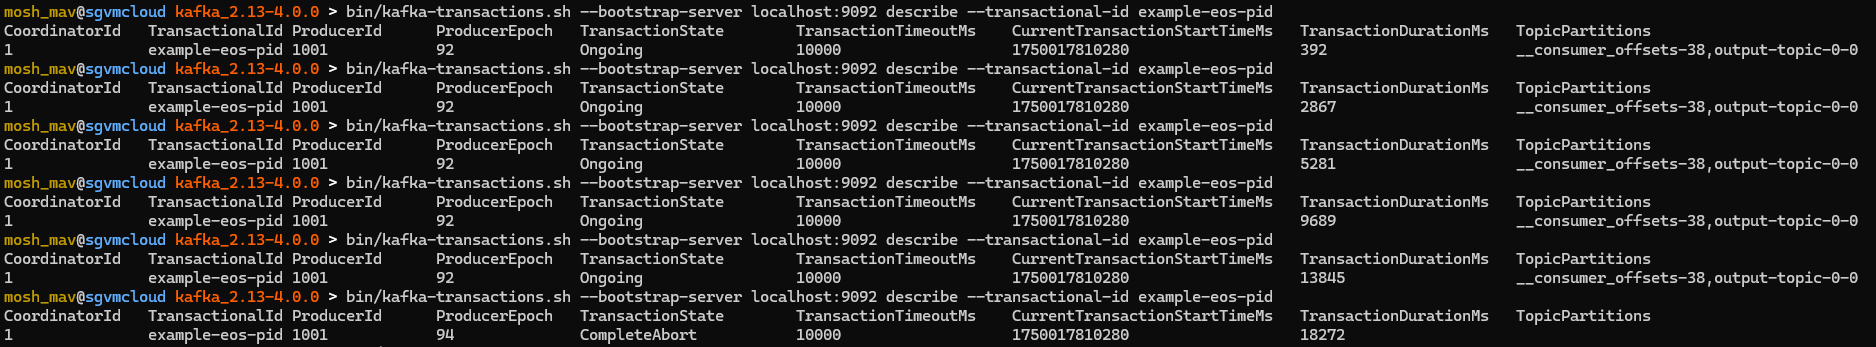 mosh_mav@sgvmcloud kafka_2.13-4.0.0 > bin/kafka-transactions.sh --bootstrap-server localhost:9092 describe --transactional-id example-eos-pid
CoordinatorId TransactionalId ProducerId ProducerEpoch TransactionState TransactionTimeoutMs CurrentTransactionStartTimeMs TransactionDurationMs TopicPartitions
1 example-eos-pid 1001 92 Ongoing 10000 1750017810280 392 __consumer_offsets-38,output-topic-0-0
mosh_mav@sgvmcloud kafka_2.13-4.0.0 > bin/kafka-transactions.sh --bootstrap-server localhost:9092 describe --transactional-id example-eos-pid
CoordinatorId TransactionalId ProducerId ProducerEpoch TransactionState TransactionTimeoutMs CurrentTransactionStartTimeMs TransactionDurationMs TopicPartitions
1 example-eos-pid 1001 92 Ongoing 10000 1750017810280 2867 __consumer_offsets-38,output-topic-0-0
mosh_mav@sgvmcloud kafka_2.13-4.0.0 > bin/kafka-transactions.sh --bootstrap-server localhost:9092 describe --transactional-id example-eos-pid
CoordinatorId TransactionalId ProducerId ProducerEpoch TransactionState TransactionTimeoutMs CurrentTransactionStartTimeMs TransactionDurationMs TopicPartitions
1 example-eos-pid 1001 92 Ongoing 10000 1750017810280 5281 __consumer_offsets-38,output-topic-0-0
mosh_mav@sgvmcloud kafka_2.13-4.0.0 > bin/kafka-transactions.sh --bootstrap-server localhost:9092 describe --transactional-id example-eos-pid
CoordinatorId TransactionalId ProducerId ProducerEpoch TransactionState TransactionTimeoutMs CurrentTransactionStartTimeMs TransactionDurationMs TopicPartitions
1 example-eos-pid 1001 92 Ongoing 10000 1750017810280 9689 __consumer_offsets-38,output-topic-0-0
mosh_mav@sgvmcloud kafka_2.13-4.0.0 > bin/kafka-transactions.sh --bootstrap-server localhost:9092 describe --transactional-id example-eos-pid
CoordinatorId TransactionalId ProducerId ProducerEpoch TransactionState TransactionTimeoutMs CurrentTransactionStartTimeMs TransactionDurationMs TopicPartitions
1 example-eos-pid 1001 92 Ongoing 10000 1750017810280 13845 __consumer_offsets-38,output-topic-0-0
mosh_mav@sgvmcloud kafka_2.13-4.0.0 > bin/kafka-transactions.sh --bootstrap-server localhost:9092 describe --transactional-id example-eos-pid
CoordinatorId TransactionalId ProducerId ProducerEpoch TransactionState TransactionTimeoutMs CurrentTransactionStartTimeMs TransactionDurationMs TopicPartitions
1 example-eos-pid 1001 94 CompleteAbort 10000 1750017810280 18272